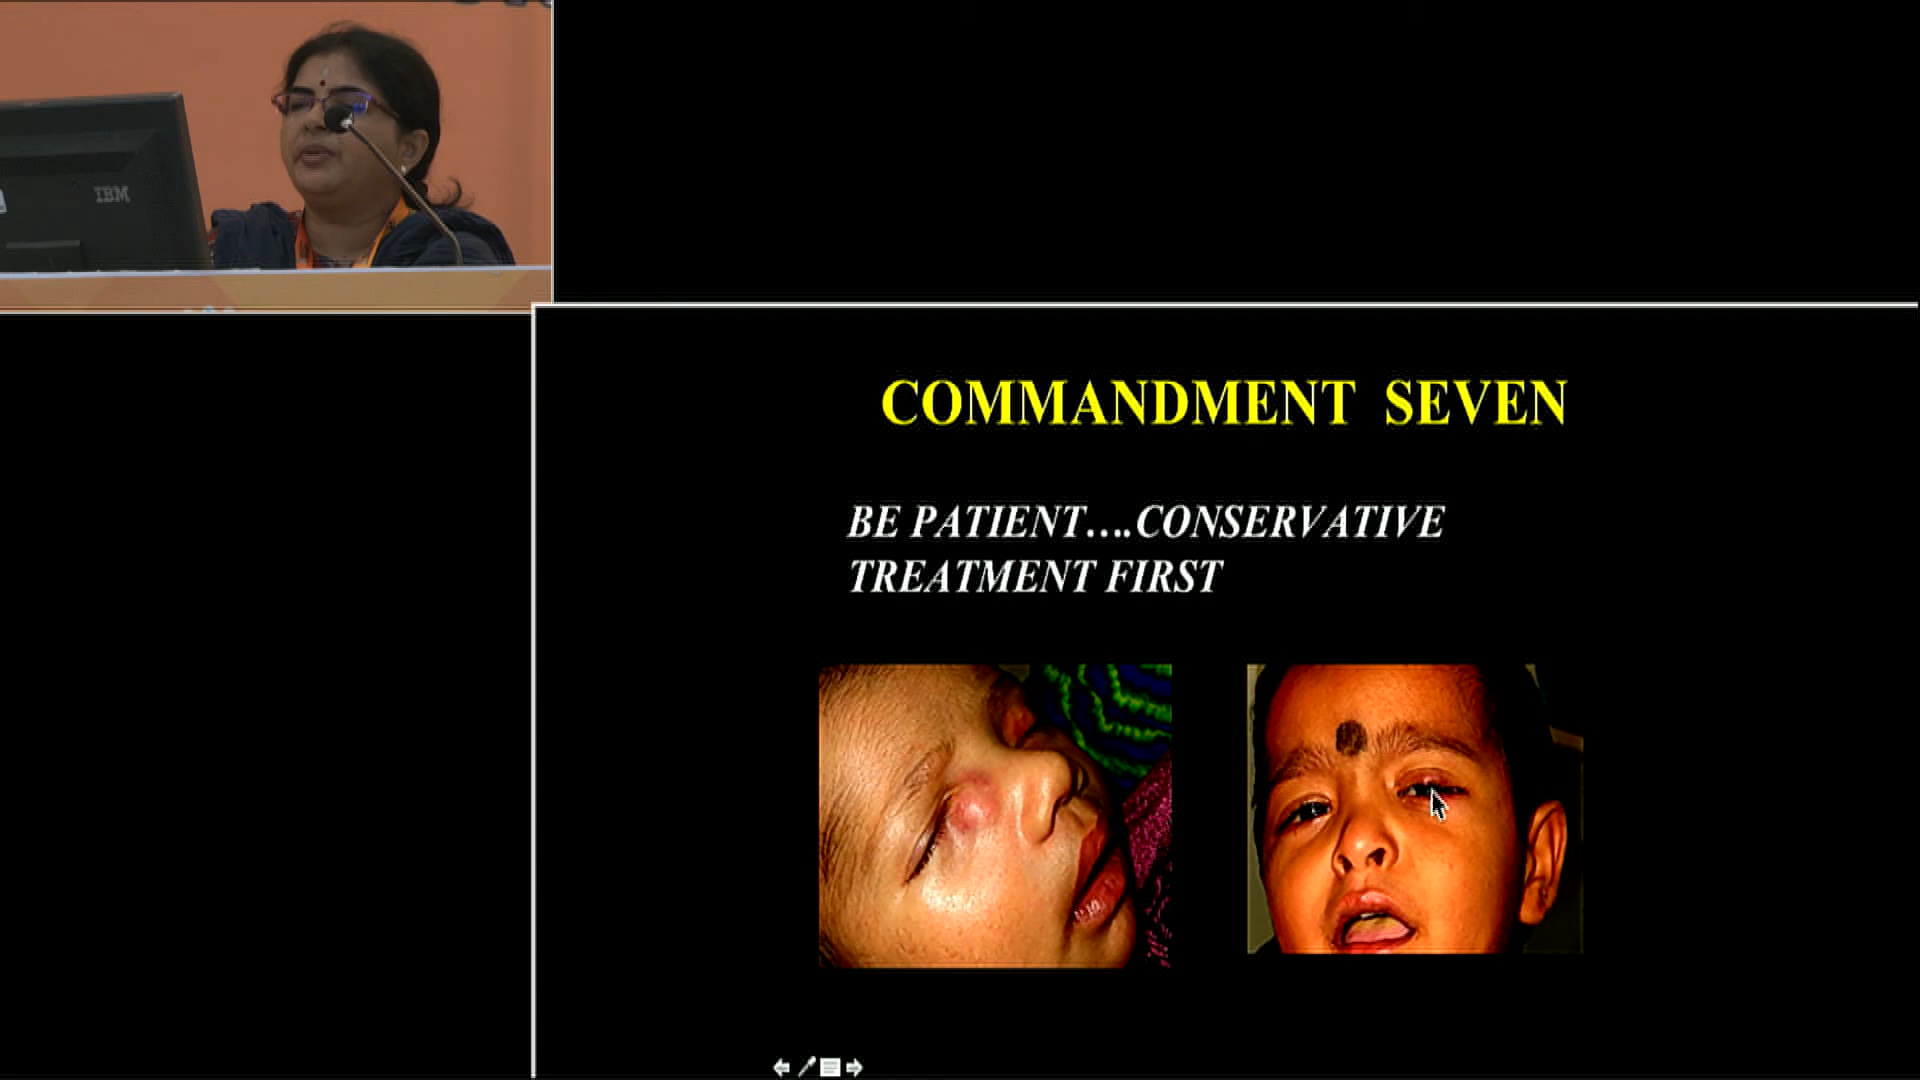 IBM
COMMANDMENT SEVEN
BE PATIENT....CONSERVATIVE
TREATMENT FIRST